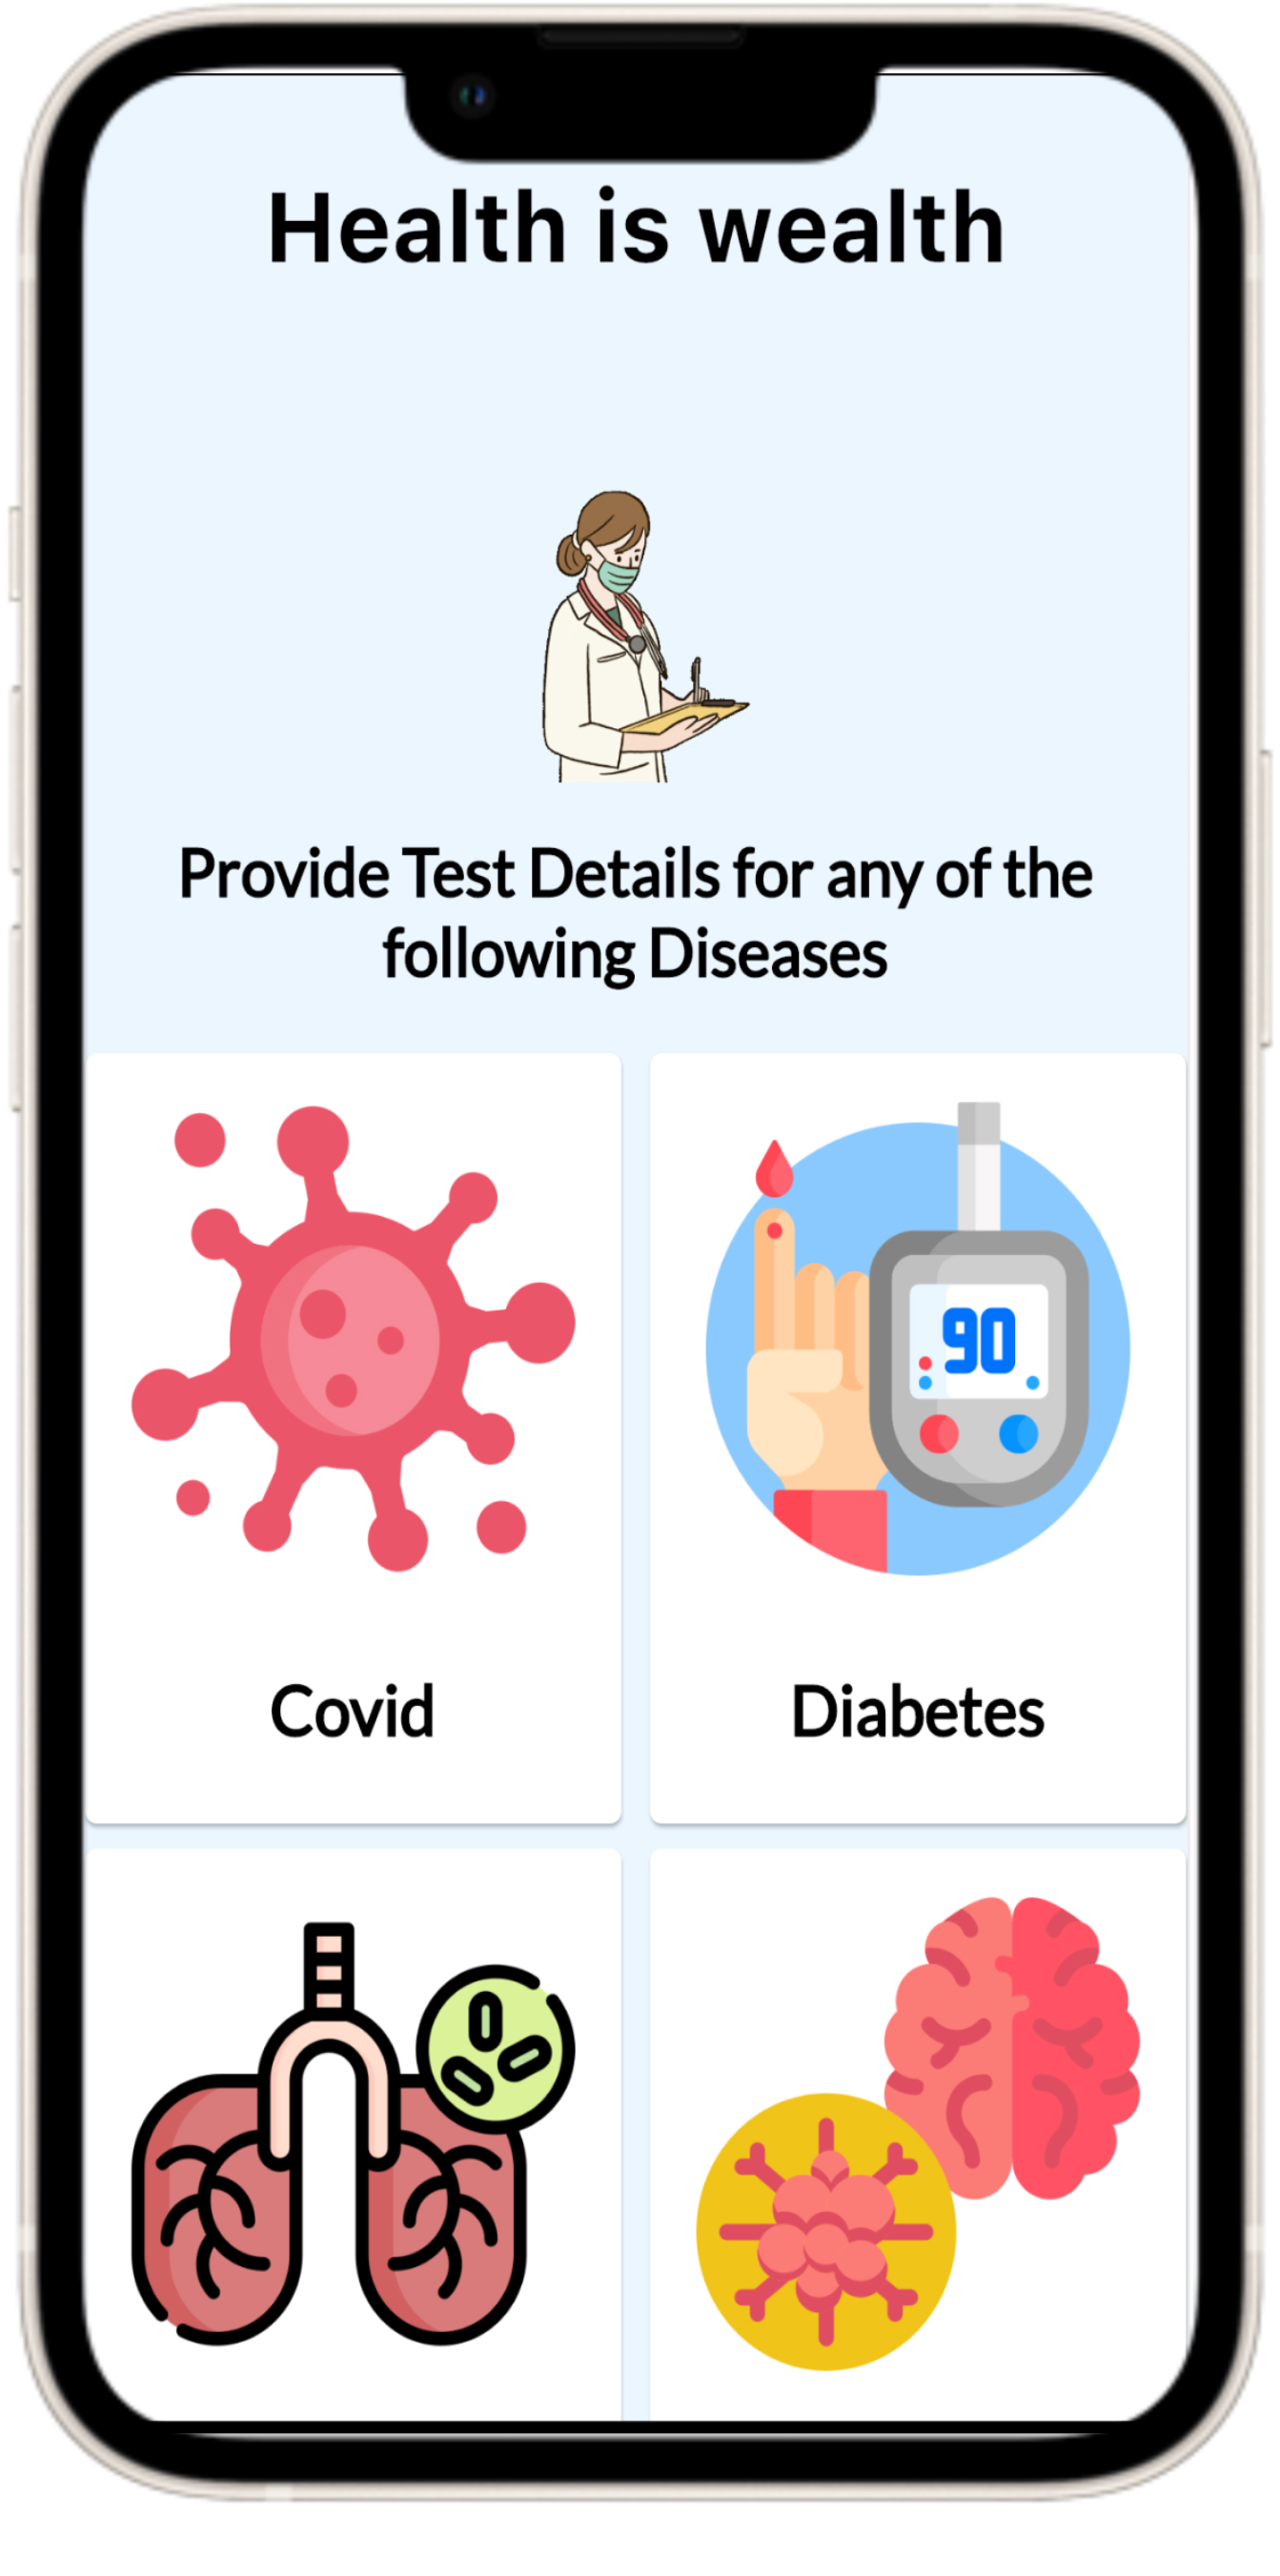 Health is wealth
Provide Test Details for any of the
following Diseases
90
Covid
Diabetes